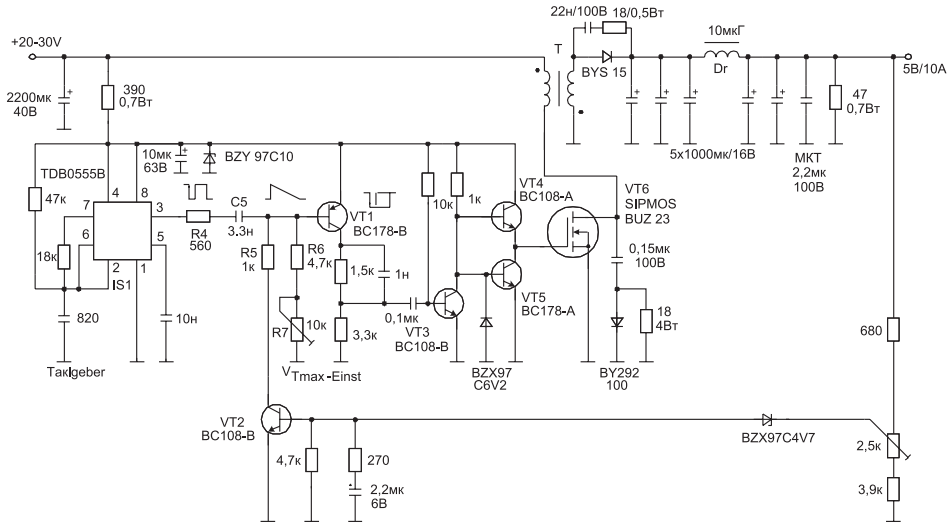 22н/100В 18/0,5Вт
+20-30V
T
BYS 15
10мкГ
Dr
5В/10А
2200мк
40В
390
0,7Вт
5x1000мк/16В
МКТ
2,2мк
100В
47
0,7Вт
10мк
63В
BZY 97C10
TDB0555B
47к
4
8
7
3
6
5
2
1
IS1
18к
820
10н
Taklgeber
R4
560
C5
3.3н
R5
1к
R6
4,7к
R7
10к
VTmax-Einst
VT1
BC178-B
1,5к
1н
3,3к
0,1мк
10к
1к
VT3
BC108-B
VT4
BC108-A
VT5
BC178-A
BZX97
C6V2
VT6
SIPMOS
BUZ 23
0,15мк
100В
18
4Вт
BY292
100
680
VT2
BC108-B
4,7к
270
2,2мк
6В
BZX97C4V7
2,5к
3,9к